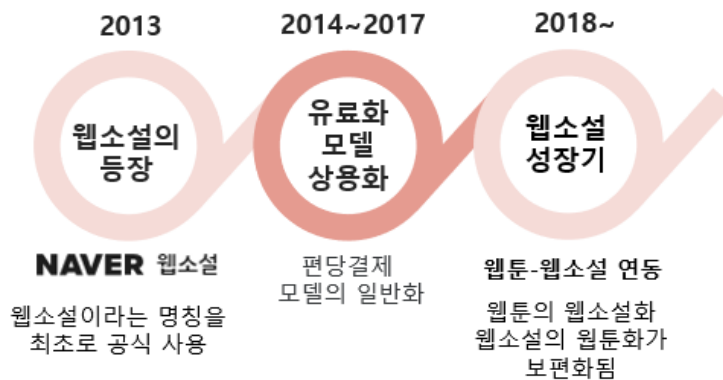 2013
웹소설의
등장
NAVER 웹소설
웹소설이라는 명칭을
최초로 공식 사용
2014~2017
유료화
모델
상용화
편당결제
모델의 일반화
2018~
웹소설
성장기
웹툰-웹소설 연동
웹툰의 웹소설화
웹소설의 웝툰화가
보편화됨